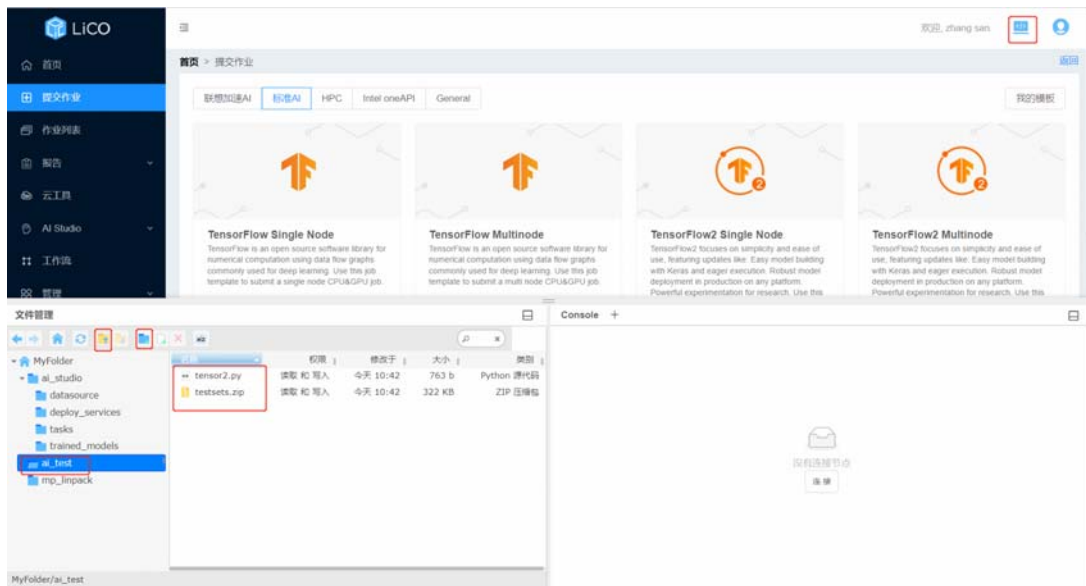 LiCO
欢迎, zhang san
首页
提交作业
作业列表
报告
云工具
AI Studio
工作流
管理
首页 > 提交作业
返回
联想加速AI 标准AI HPC Intel oneAPI General
我的模板
TensorFlow Single Node
TensorFlow is an open source software library for
numerical computation using data flow graphs
commonly used for deep learning. Use this job
template to submit a single node CPU&GPU job.
TensorFlow Multinode
TensorFlow is an open source software library for
numerical computation using data flow graphs
commonly used for deep learning. Use this job
template to submit a multi node CPU&GPU job.
TensorFlow2 Single Node
TensorFlow2 focuses on simplicity and ease of
use, featuring updates like: Easy model building
with Keras and eager execution. Robust model
deployment in production on any platform.
Powerful experimentation for research. Use this
TensorFlow2 Multinode
TensorFlow2 focuses on simplicity and ease of
use, featuring updates like: Easy model building
with Keras and eager execution. Robust model
deployment in production on any platform.
Powerful experimentation for research. Use this
文件管理
MyFolder
ai_studio
datasource
deploy_services
tasks
trained_models
ai_test
mp_linpack
权限 修改于 大小 类别
tensor2.py 读取 和 写入 今天 10:42 763 b Python 源代码
testsets.zip 读取 和 写入 今天 10:42 322 KB ZIP 压缩包
MyFolder/ai_test
Console +
没有连接节点
连 接